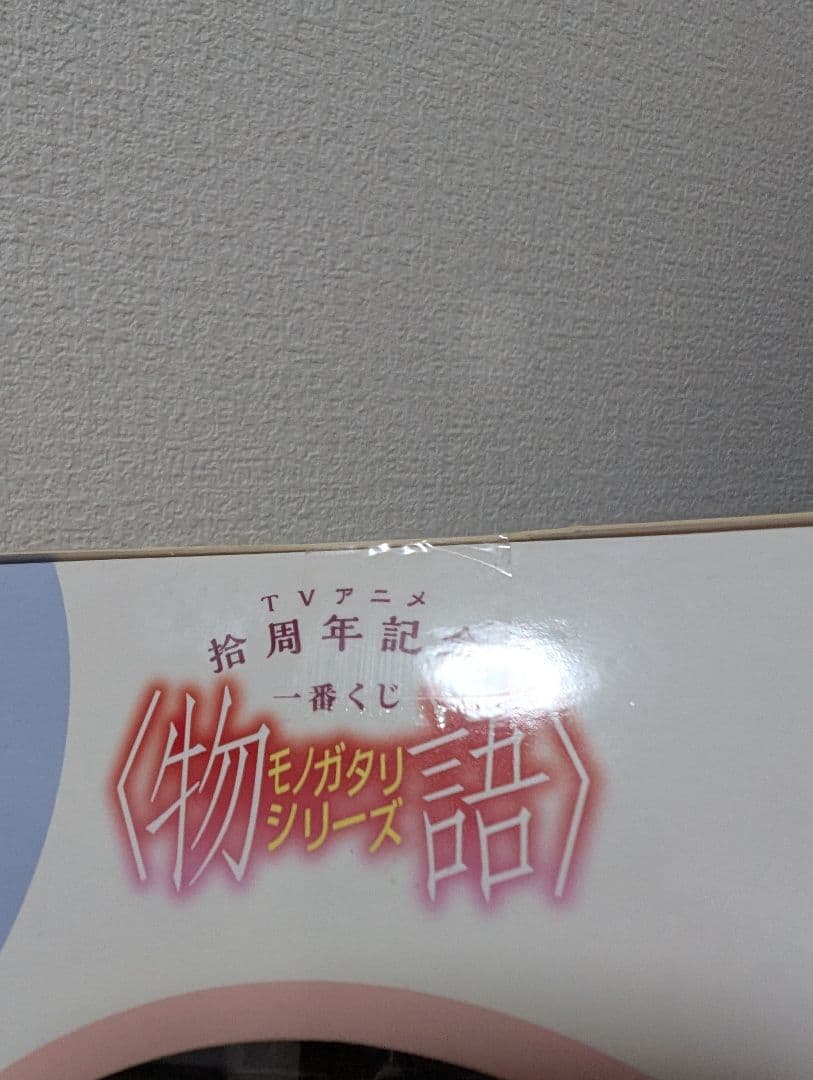 TVアニメ
拾周年記
一番くじ
〈物語〉
モノガタリ
シリーズ